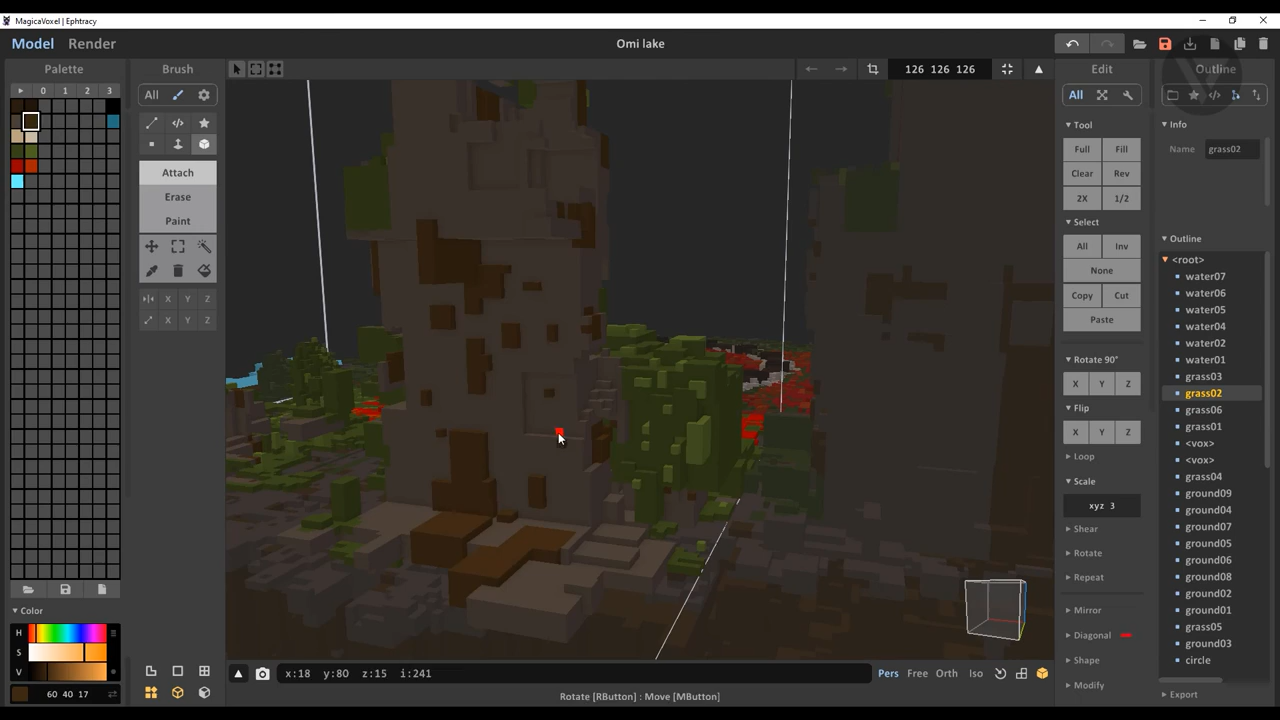 MagicaVoxel | Ephtracy
Model Render
Omi lake
Palette
0 1 2 3
Brush
All
Attach
Erase
Paint
X Y Z
X Y Z
Color
H
S
V
60 40 17
126 126 126
x:18 y:80 z:15 i:241
Pers Free Orth Iso
Rotate [RButton] : Move [MButton]
Edit
All
Tool
Full Fill
Clear Rev
2X 1/2
Select
All Inv
None
Copy Cut
Paste
Rotate 90°
X Y Z
Flip
X Y Z
Loop
Scale
xyz 3
Shear
Rotate
Repeat
Mirror
Diagonal
Shape
Modify
Outline
Info
Name grass02
Outline
<root>
water07
water06
water05
water04
water02
water01
grass03
grass02
grass06
grass01
<vox>
<vox>
grass04
ground09
ground04
ground07
ground05
ground06
ground08
ground02
ground01
grass05
ground03
circle
Export